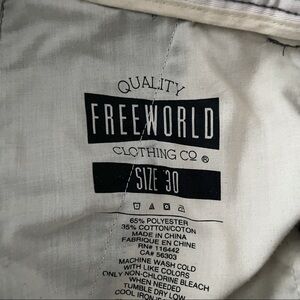 QUALITY
FREEWORLD
CLOTHING CO ®
SIZE 30
65% POLYESTER
35% COTTON/COTON
MADE IN CHINA
FABRIQUE EN CHINE
RN# 116442
CA# 56303
MACHINE WASH COLD
WITH LIKE COLORS
ONLY NON-CHLORINE BLEACH
WHEN NEEDED
TUMBLE DRY LOW
COOL IRON